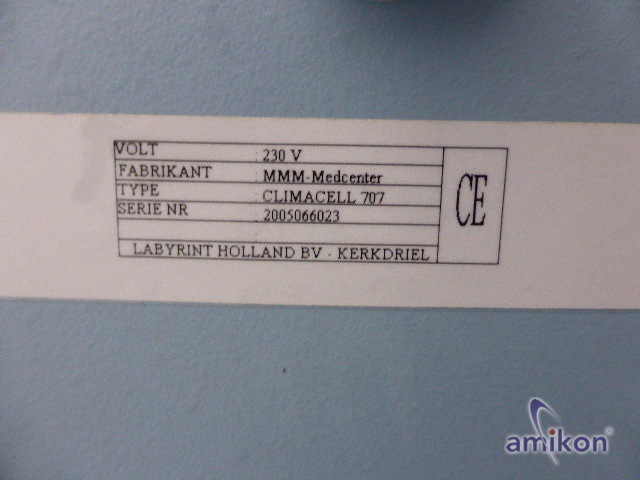 VOLT : 230 V
FABRIKANT : MMM-Medcenter
TYPE : CLIMACELL 707
SERIE NR : 2005066023
:
LABYRINT HOLLAND BV - KERKDRIEL
CE
amikon®